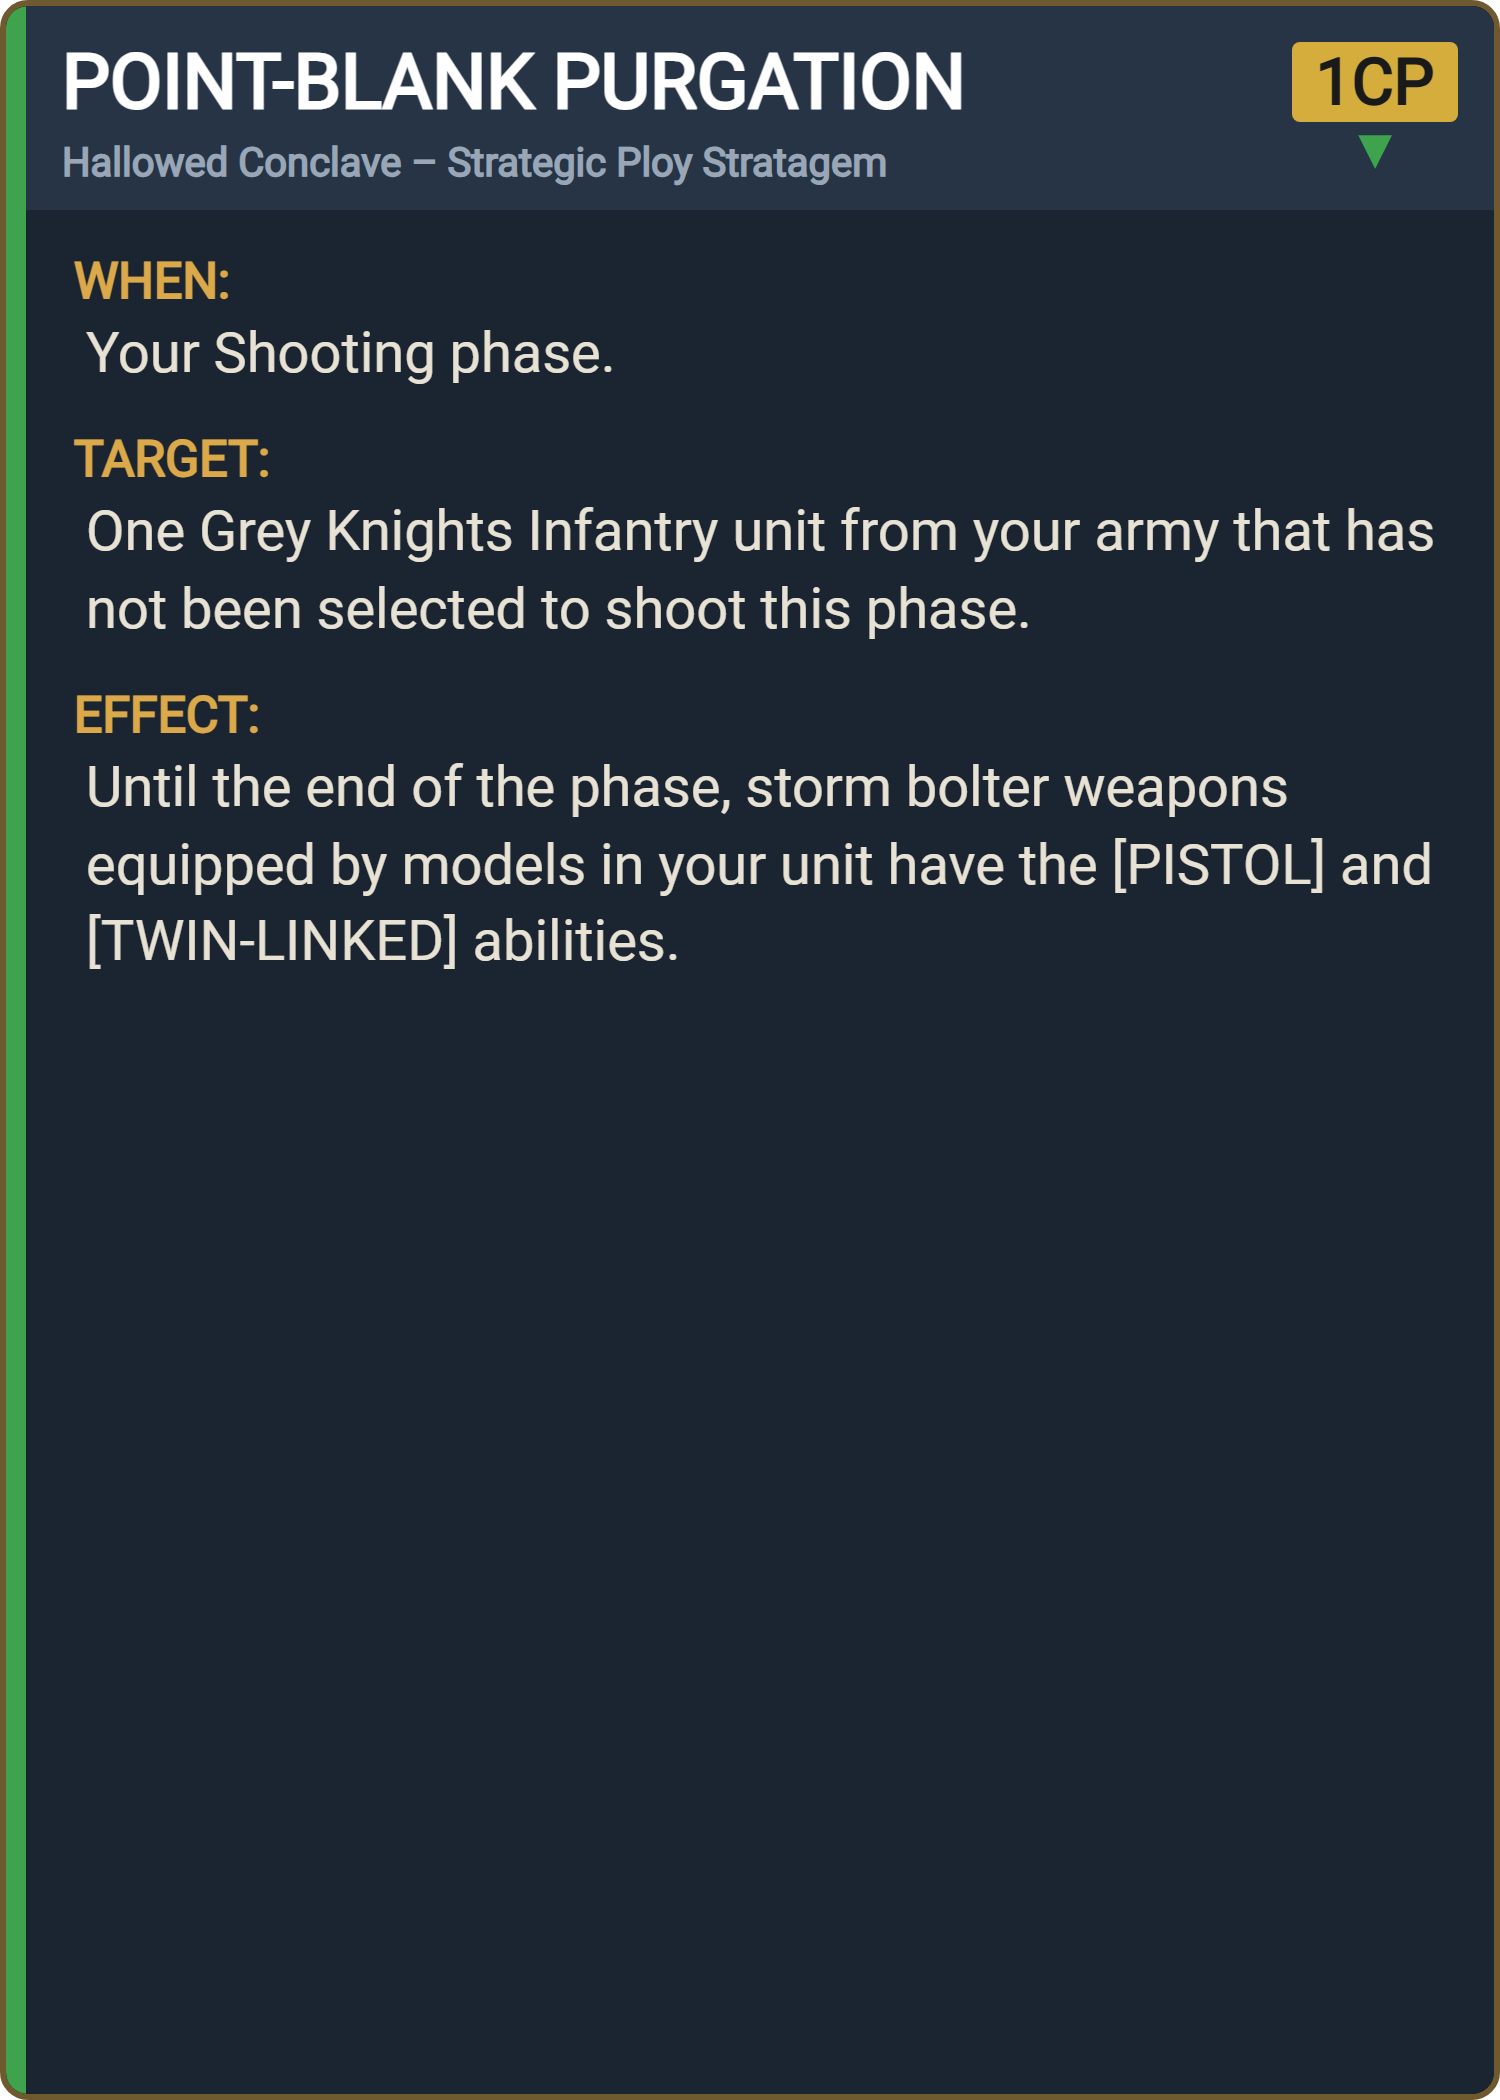 POINT-BLANK PURGATION
1CP
Hallowed Conclave – Strategic Ploy Stratagem
WHEN:
Your Shooting phase.
TARGET:
One Grey Knights Infantry unit from your army that has
not been selected to shoot this phase.
EFFECT:
Until the end of the phase, storm bolter weapons
equipped by models in your unit have the [PISTOL] and
[TWIN-LINKED] abilities.